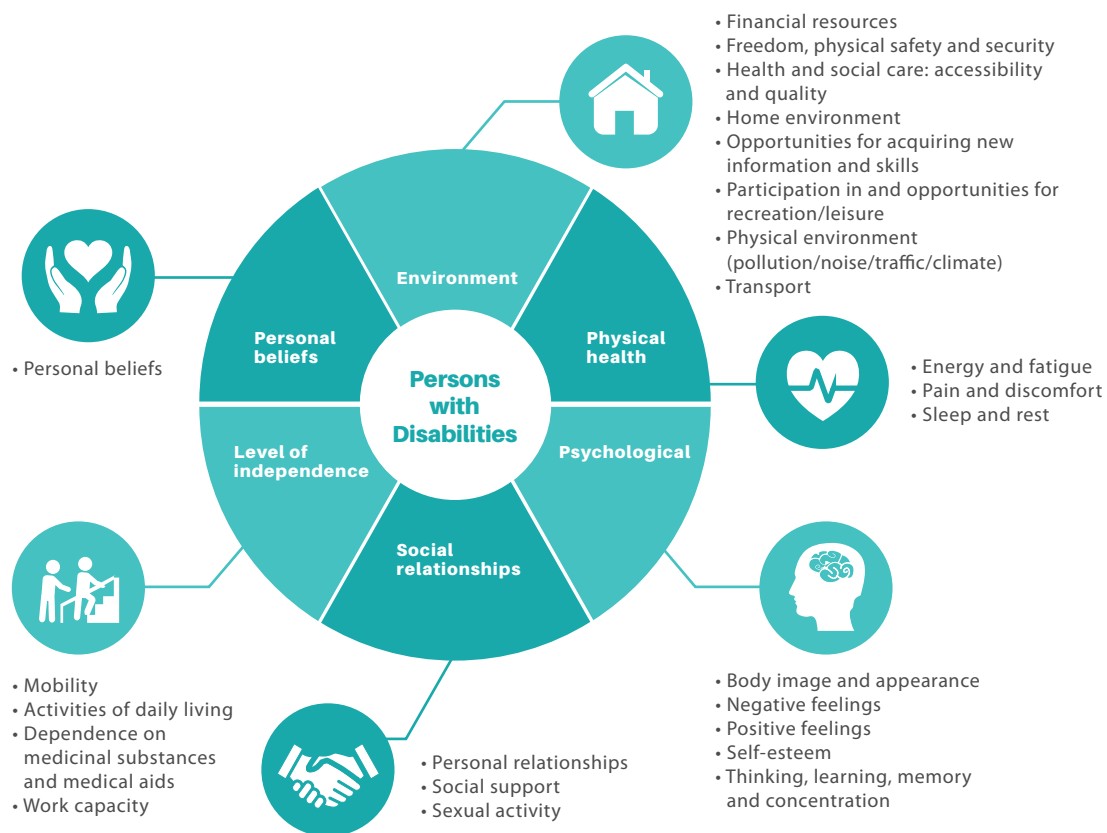 • Financial resources
• Freedom, physical safety and security
• Health and social care: accessibility
and quality
• Home environment
• Opportunities for acquiring new
information and skills
• Participation in and opportunities for
recreation/leisure
• Physical environment
(pollution/noise/traffic/climate)
• Transport
Environment
Personal
beliefs
Physical
health
• Personal beliefs
• Energy and fatigue
• Pain and discomfort
• Sleep and rest
Persons
with
Disabilities
Level of
independence
Psychological
Social
relationships
• Mobility
• Activities of daily living
• Dependence on
medicinal substances
and medical aids
• Work capacity
• Personal relationships
• Social support
• Sexual activity
• Body image and appearance
• Negative feelings
• Positive feelings
• Self-esteem
• Thinking, learning, memory
and concentration